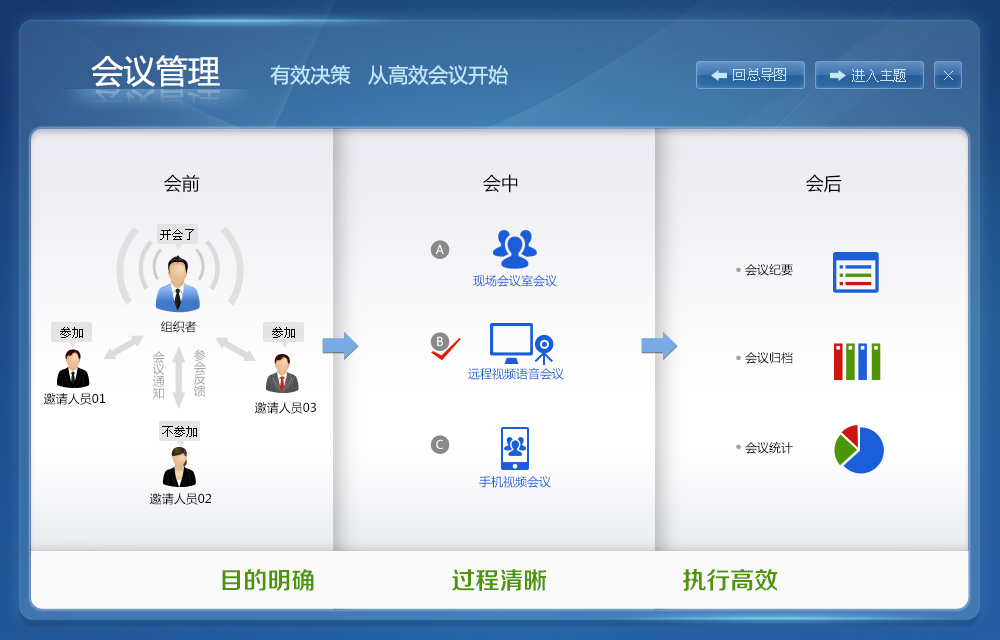 会议管理
有效决策 从高效会议开始
回总导图
进入主题
会前
开会了
组织者
参加
邀请人员01
会议通知
参会反馈
参加
邀请人员03
不参加
邀请人员02
会中
A
现场会议室会议
B
远程视频语音会议
C
手机视频会议
会后
会议纪要
会议归档
会议统计
目的明确
过程清晰
执行高效